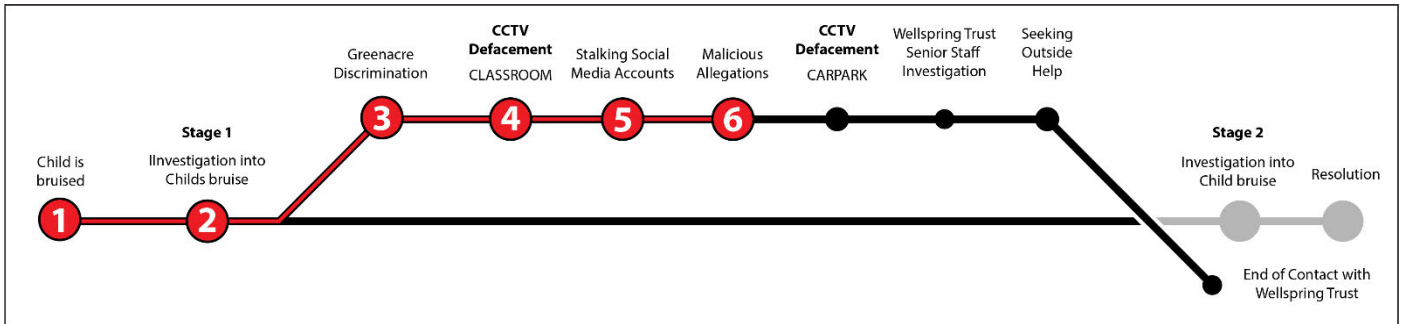 Child is
bruised
1
Stage 1
IInvestigation into
Childs bruise
2
Greenacre
Discrimination
3
CCTV
Defacement
CLASSROOM
4
Stalking Social
Media Accounts
5
Malicious
Allegations
6
CCTV
Defacement
CARPARK
Wellspring Trust
Senior Staff
Investigation
Seeking
Outside
Help
Stage 2
Investigation into
Child bruise
Resolution
End of Contact with
Wellspring Trust